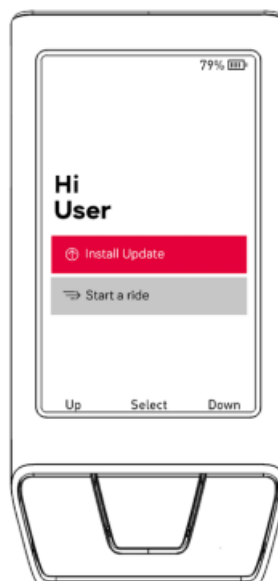 79%
Hi
User
Install Update
Start a ride
Up Select Down